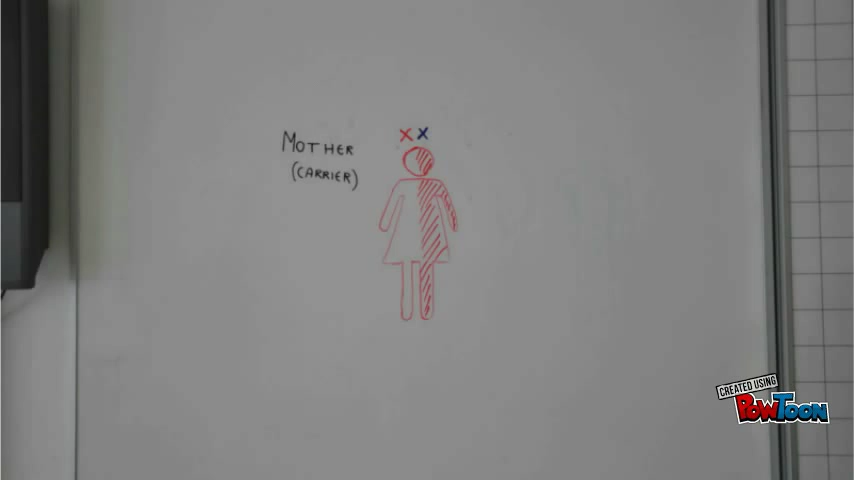 X X
MOTHER
(CARRIER)
CREATED USING
POWTOON